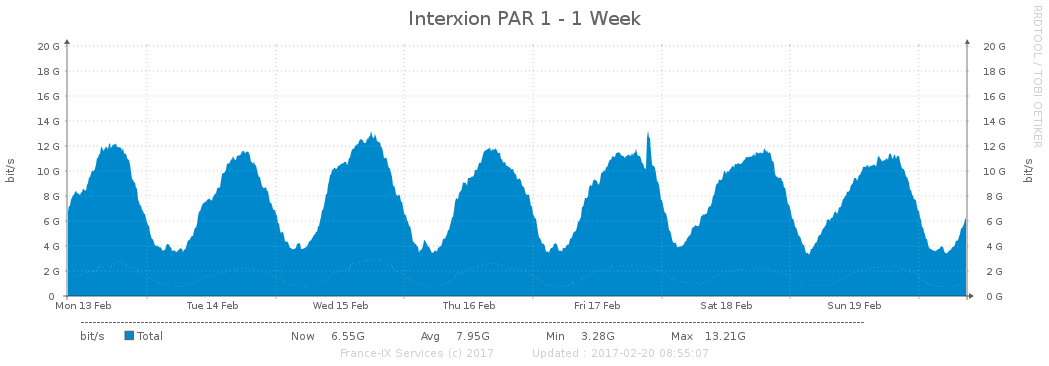 Interxion PAR 1 - 1 Week
RRDTOOL / TOBI OETIKER
bit/s
20 G 20 G
18 G 18 G
16 G 16 G
14 G 14 G
12 G 12 G
10 G 10 G
8 G 8 G
6 G 6 G
4 G 4 G
2 G 2 G
0 0 G
bit/s
Mon 13 Feb Tue 14 Feb Wed 15 Feb Thu 16 Feb Fri 17 Feb Sat 18 Feb Sun 19 Feb
bit/s Total Now 6.55G Avg 7.95G Min 3.28G Max 13.21G
France-IX Services (c) 2017 Updated : 2017-02-20 08:55:07